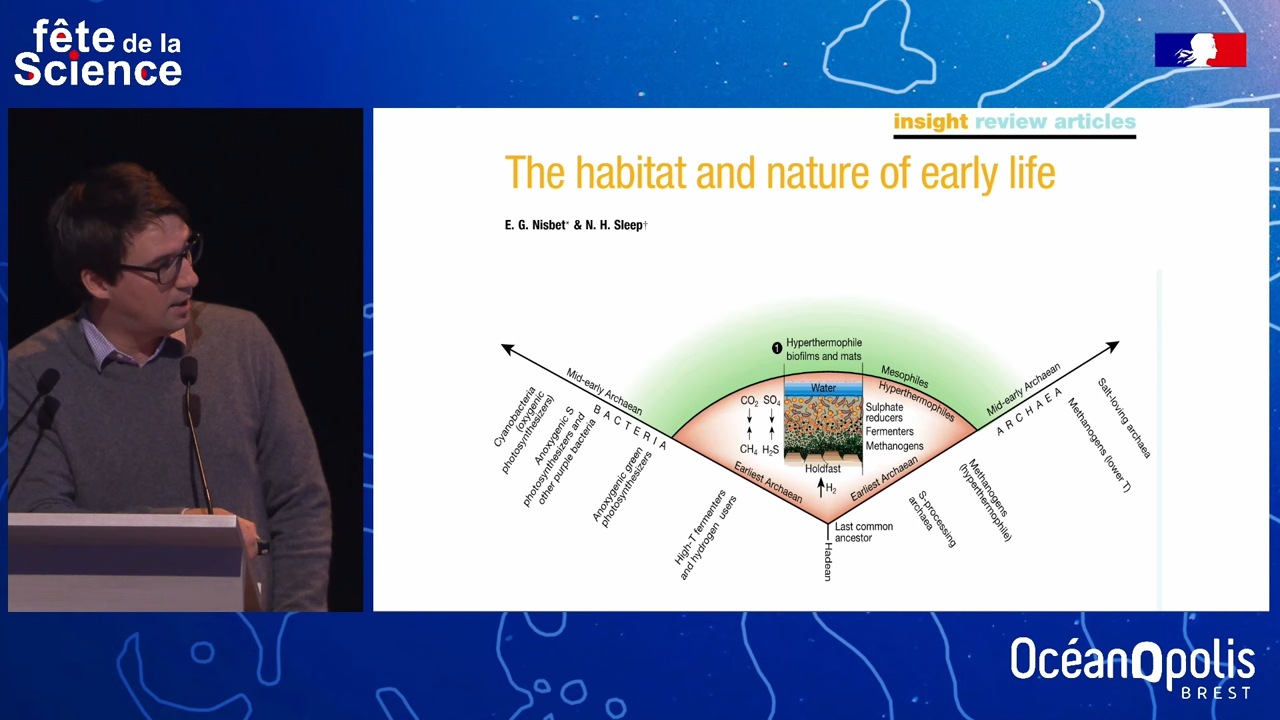 fête de la
Science
insight review articles
The habitat and nature of early life
E. G. Nisbet* & N. H. Sleep†
1 Hyperthermophile
biofilms and mats
Mesophiles
Hyperthermophiles
Water
CO2 SO4
CH4 H2S
Sulphate
reducers
Fermenters
Methanogens
Holdfast
H2
Earliest Archaean
Earliest Archaean
Last common
ancestor
Hadean
Mid-early Archaean
BACTERIA
Cyanobacteria
(oxygenic
photosynthesizers)
Anoxygenic S
photosynthesizers and
other purple bacteria
Anoxygenic green
photosynthesizers
High-T fermenters
and hydrogen users
Mid-early Archaean
ARCHAEA
S-processing
archaea
Methanogens
(hyperthermophile)
Methanogens (lower T)
Salt-loving archaea
OcéanOpolis
BREST